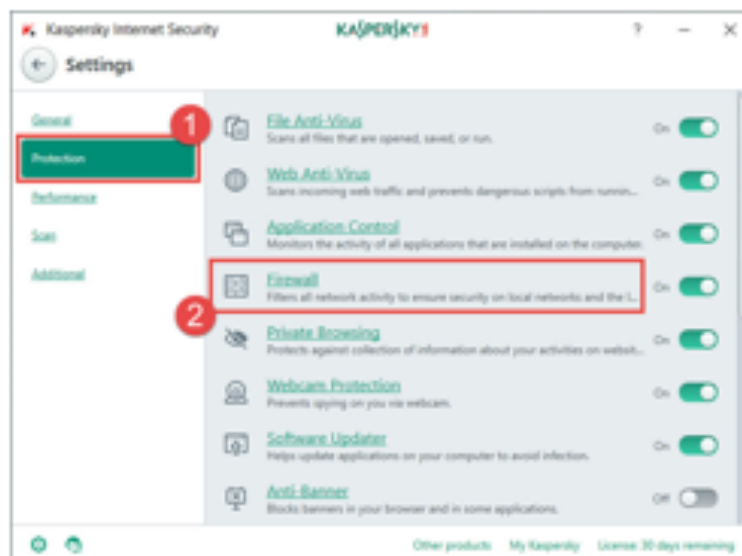 Kaspersky Internet Security
KASPERSKY
?
Settings
General
1
Protection
Performance
Scan
Additional
File Anti-Virus
Scans all files that are opened, saved, or run.
On
Web Anti-Virus
Scans incoming web traffic and prevents dangerous scripts from runnin...
On
Application Control
Monitors the activity of all applications that are installed on the computer.
On
2
Firewall
Filters all network activity to ensure security on local networks and the I...
On
Private Browsing
Protects against collection of information about your activities on websit...
On
Webcam Protection
Prevents spying on you via webcam.
On
Software Updater
Helps update applications on your computer to avoid infection.
On
Anti-Banner
Blocks banners in your browser and in some applications.
Off
Other products My Kaspersky License: 30 days remaining